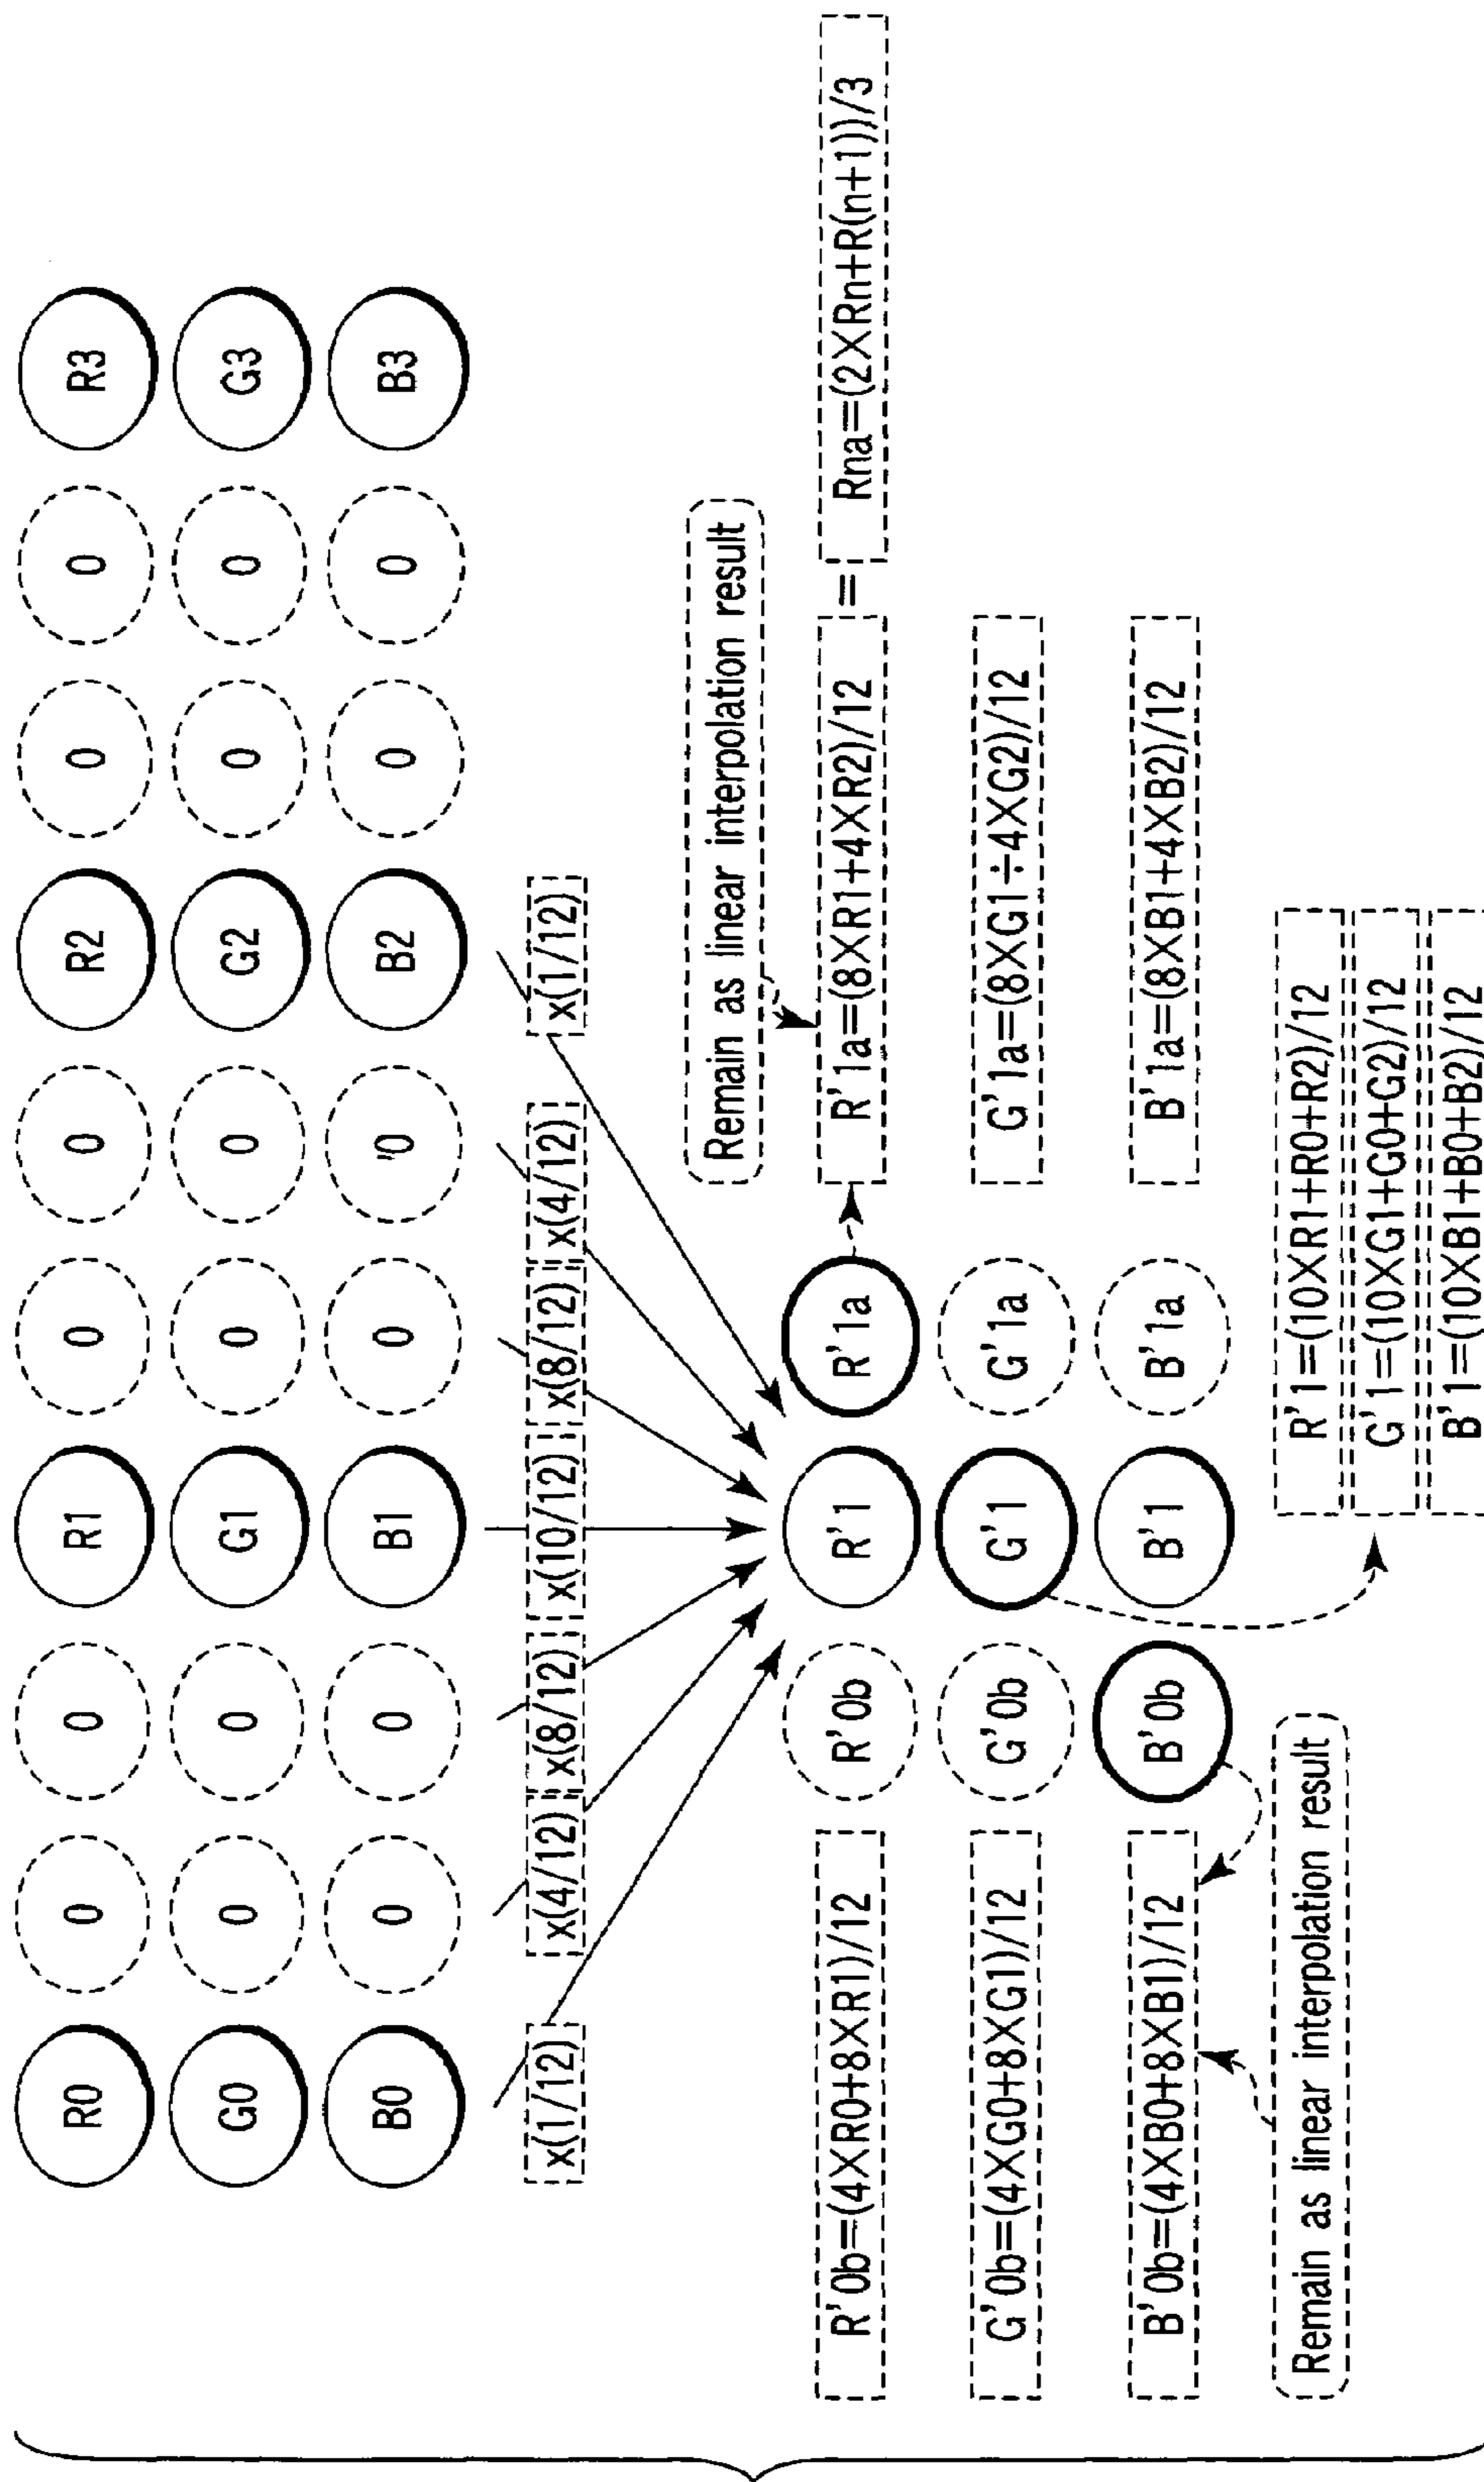 R0 0 0 R1 0 0 R2 0 0 R3
G0 0 0 G1 0 0 G2 0 0 G3
B0 0 0 B1 0 0 B2 0 0 B3
x(1/12) x(4/12) x(8/12) x(10/12) x(8/12) x(4/12) x(1/12)
Remain as linear interpolation result
R'0b=(4×R0+8×R1)/12 R'0b R'1 R'1a R'1a=(8×R1+4×R2)/12 = Rna=(2×Rn+R(n+1))/3
G'0b=(4×G0+8×G1)/12 G'0b G'1 G'1a G'1a=(8×G1÷4×G2)/12
B'0b=(4×B0+8×B1)/12 B'0b B'1 B'1a B'1a=(8×B1+4×B2)/12
Remain as linear interpolation result
R'1=(10×R1+R0+R2)/12
G'1=(10×G1+G0+G2)/12
B'1=(10×B1+B0+B2)/12